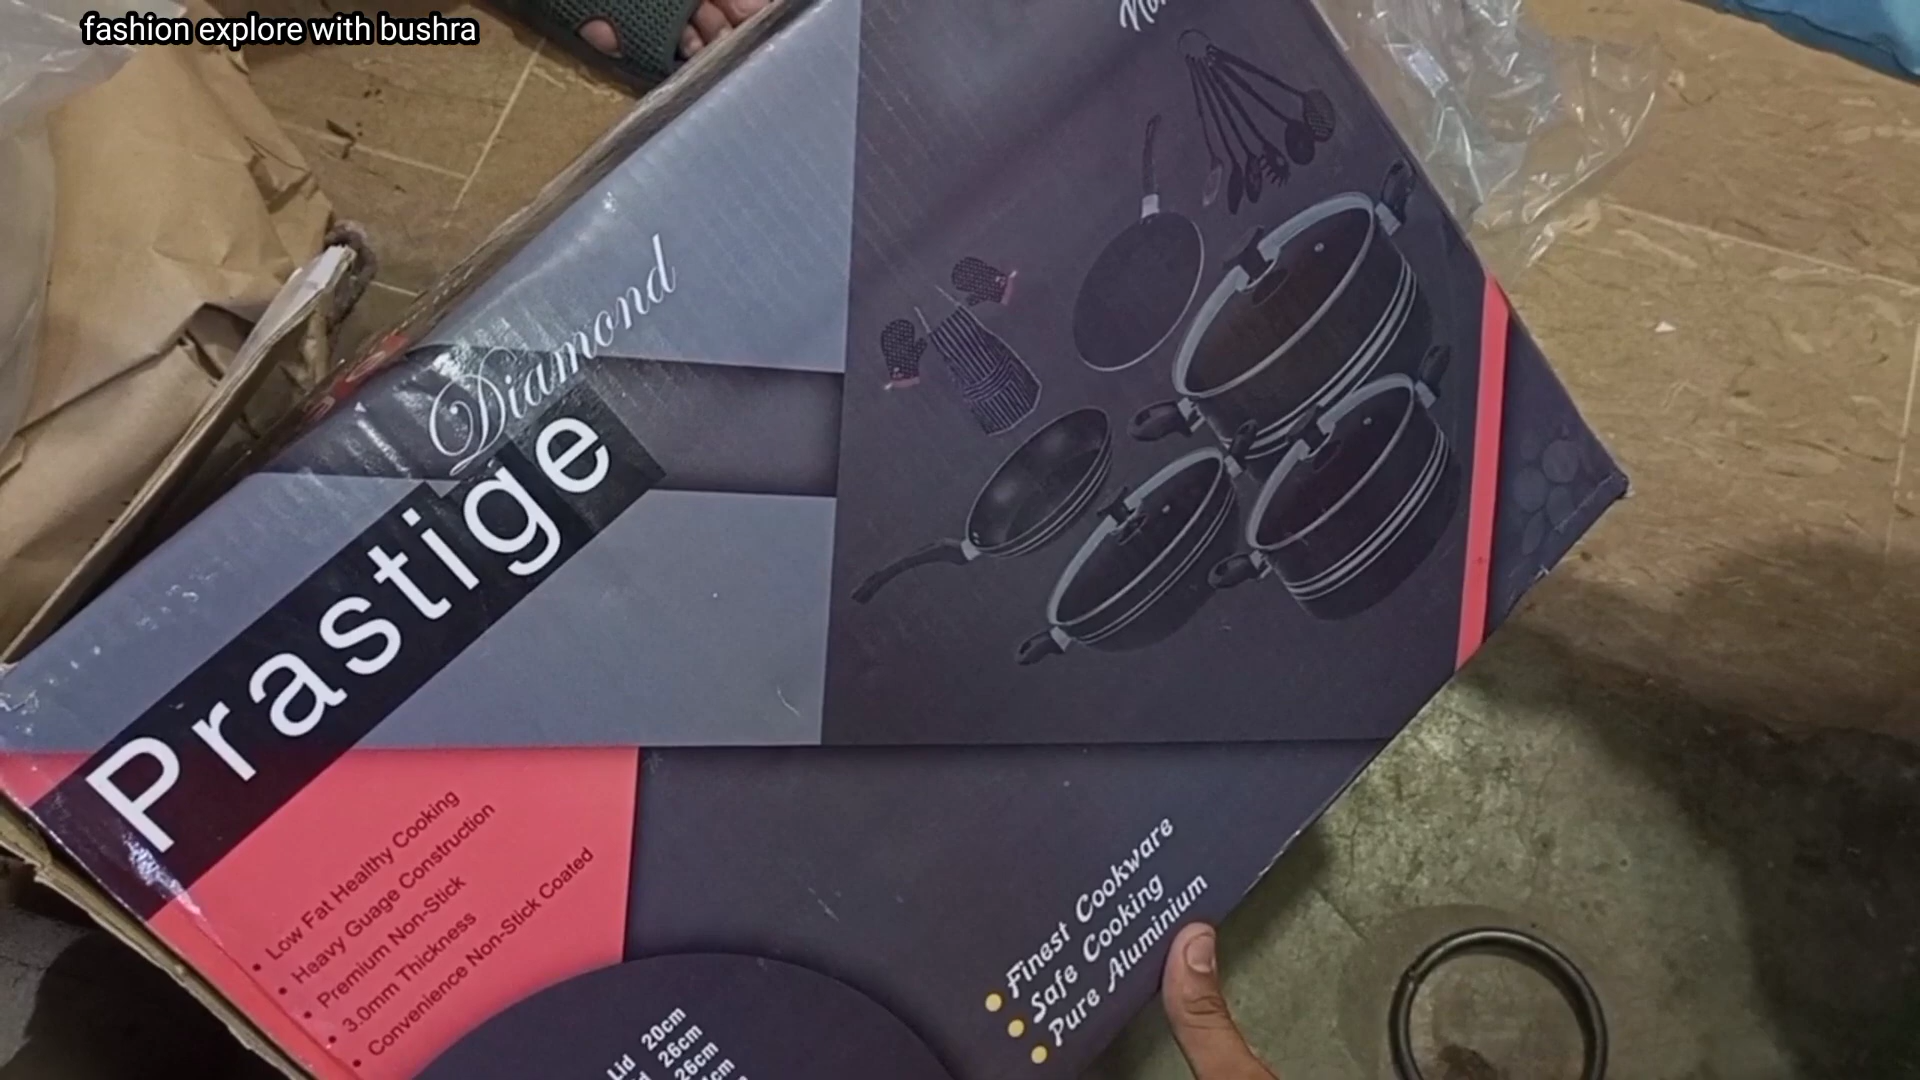 fashion explore with bushra
Diamond
Prastige
Low Fat Healthy Cooking
Heavy Guage Construction
Premium Non-Stick
3.0mm Thickness
Convenience Non-Stick Coated
Finest Cookware
Safe Cooking
Pure Aluminium
Lid 20cm
26cm
26cm